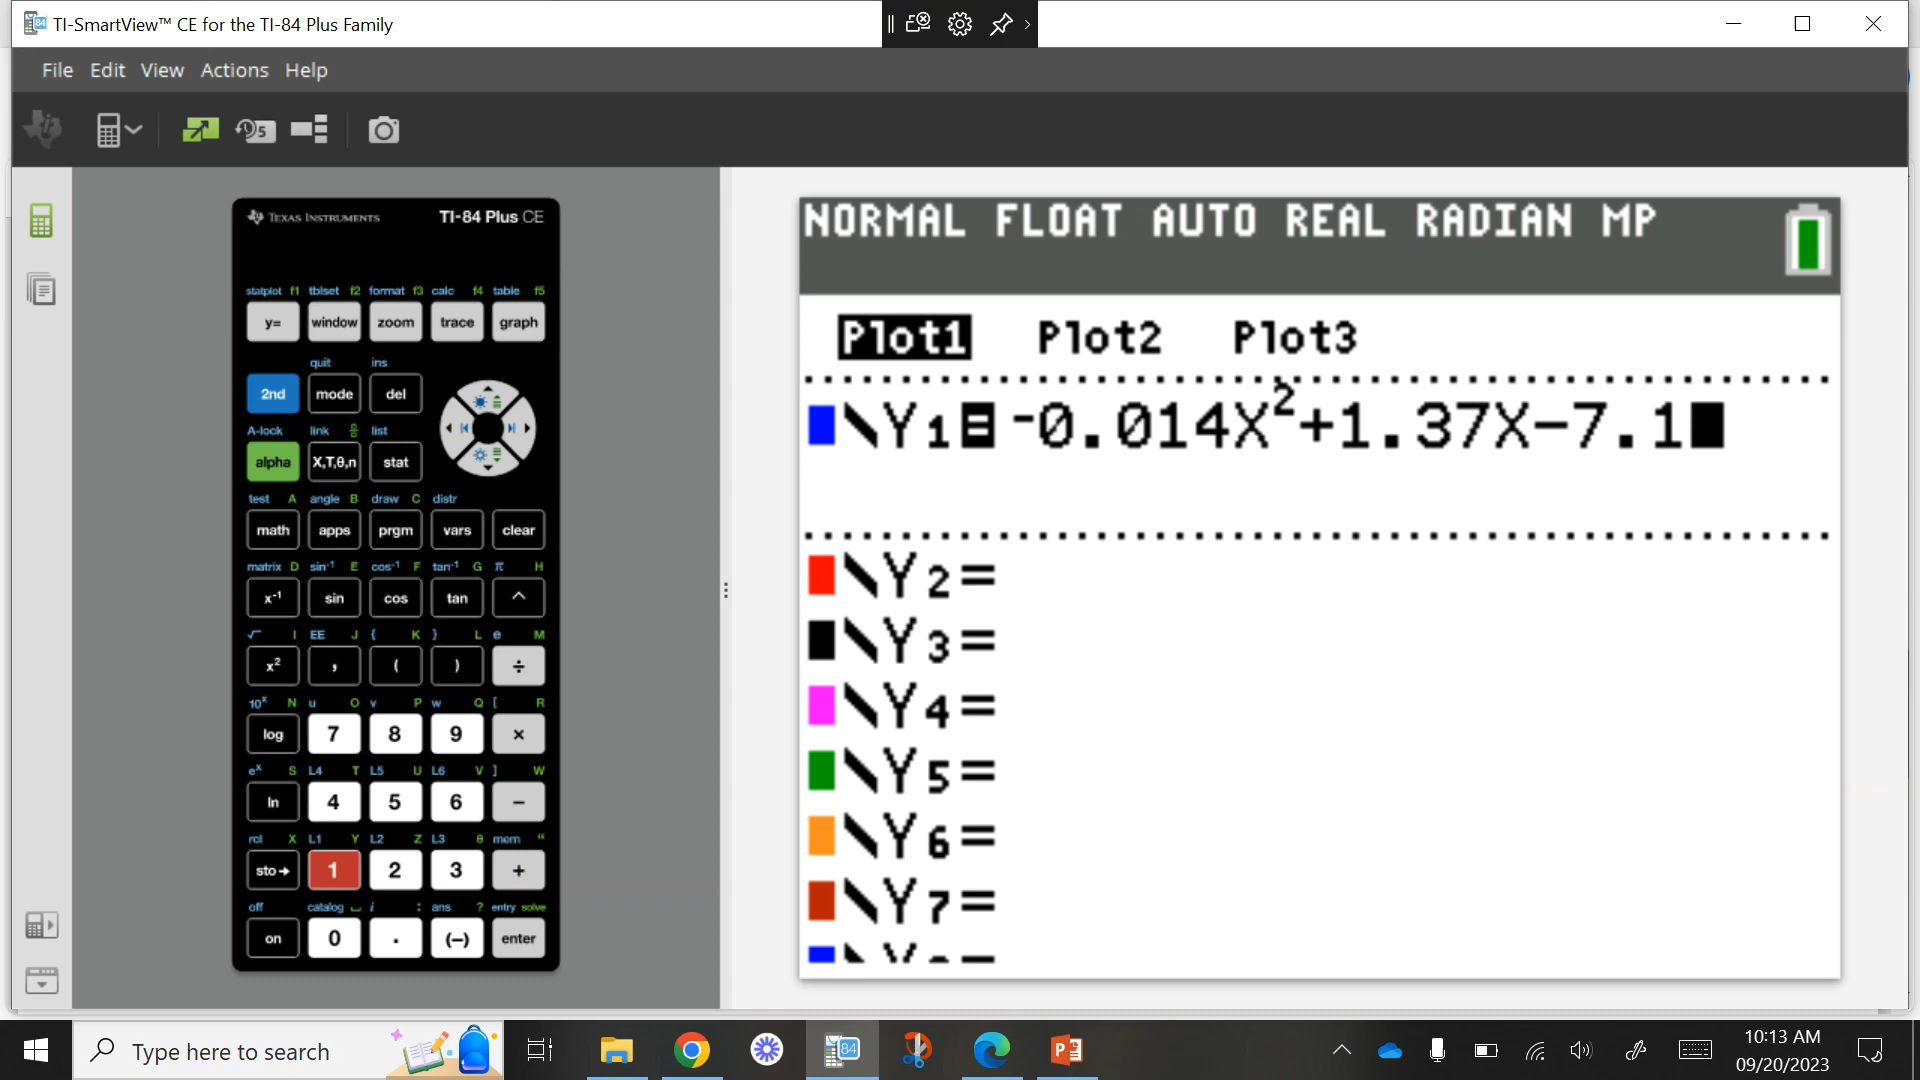 TI-SmartView™ CE for the TI-84 Plus Family
File Edit View Actions Help
TEXAS INSTRUMENTS TI-84 Plus CE
statplot f1 tblset f2 format f3 calc f4 table f5
y= window zoom trace graph
quit ins
2nd mode del
A-lock link list
alpha X,T,θ,n stat
test A angle B draw C distr
math apps prgm vars clear
matrix D sin⁻¹ E cos⁻¹ F tan⁻¹ G π H
x⁻¹ sin cos tan ^
√ I EE J { K } L e M
x² , ( ) ÷
10ˣ N u O v P w Q [ R
log 7 8 9 ×
eˣ S L4 T L5 U L6 V ] W
ln 4 5 6 −
rcl X L1 Y L2 Z L3 θ mem "
sto→ 1 2 3 +
off catalog ⎵ i : ans ? entry solve
on 0 . (−) enter
NORMAL FLOAT AUTO REAL RADIAN MP
Plot1 Plot2 Plot3
\Y1=-0.014X²+1.37X-7.1
\Y2=
\Y3=
\Y4=
\Y5=
\Y6=
\Y7=
Type here to search
10:13 AM
09/20/2023